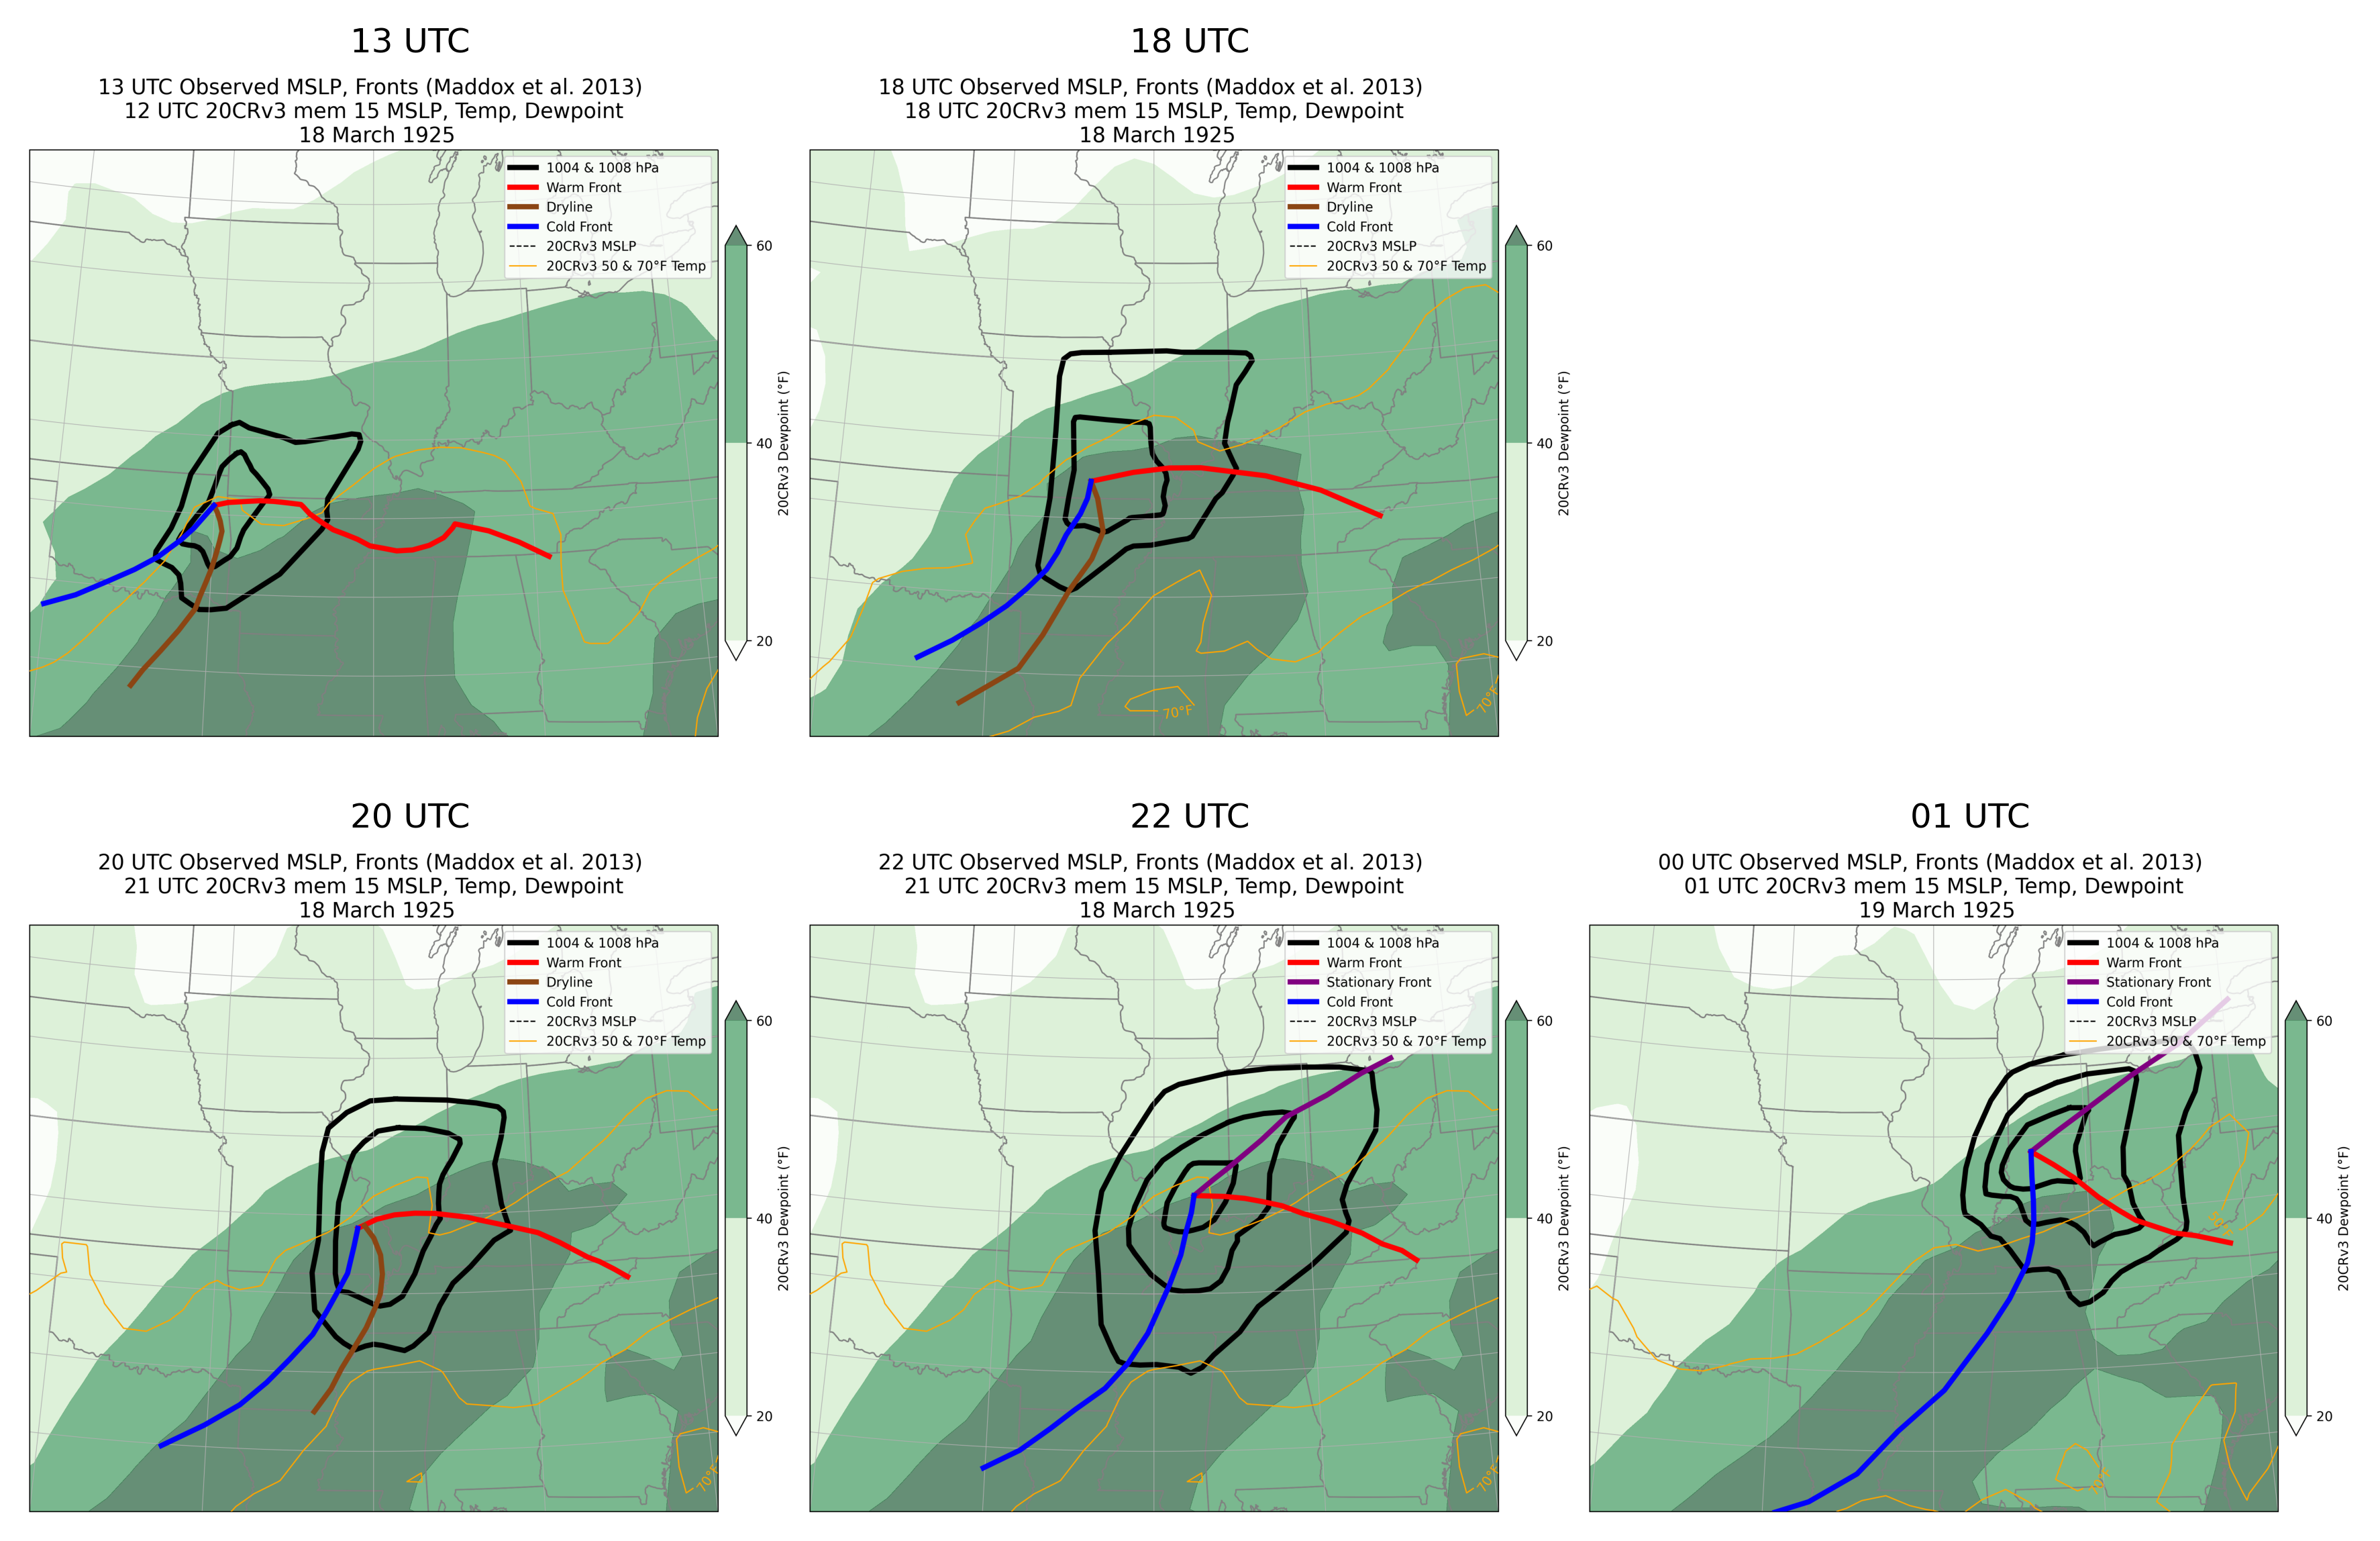 13 UTC
13 UTC Observed MSLP, Fronts (Maddox et al. 2013)
12 UTC 20CRv3 mem 15 MSLP, Temp, Dewpoint
18 March 1925
1004 & 1008 hPa
Warm Front
Dryline
Cold Front
20CRv3 MSLP
20CRv3 50 & 70°F Temp
60
40
20
20CRv3 Dewpoint (°F)
18 UTC
18 UTC Observed MSLP, Fronts (Maddox et al. 2013)
18 UTC 20CRv3 mem 15 MSLP, Temp, Dewpoint
18 March 1925
1004 & 1008 hPa
Warm Front
Dryline
Cold Front
20CRv3 MSLP
20CRv3 50 & 70°F Temp
70°F
70°F
60
40
20
20CRv3 Dewpoint (°F)
20 UTC
20 UTC Observed MSLP, Fronts (Maddox et al. 2013)
21 UTC 20CRv3 mem 15 MSLP, Temp, Dewpoint
18 March 1925
1004 & 1008 hPa
Warm Front
Dryline
Cold Front
20CRv3 MSLP
20CRv3 50 & 70°F Temp
70°F
60
40
20
20CRv3 Dewpoint (°F)
22 UTC
22 UTC Observed MSLP, Fronts (Maddox et al. 2013)
21 UTC 20CRv3 mem 15 MSLP, Temp, Dewpoint
18 March 1925
1004 & 1008 hPa
Warm Front
Stationary Front
Cold Front
20CRv3 MSLP
20CRv3 50 & 70°F Temp
70°F
60
40
20
20CRv3 Dewpoint (°F)
01 UTC
00 UTC Observed MSLP, Fronts (Maddox et al. 2013)
01 UTC 20CRv3 mem 15 MSLP, Temp, Dewpoint
19 March 1925
1004 & 1008 hPa
Warm Front
Stationary Front
Cold Front
20CRv3 MSLP
20CRv3 50 & 70°F Temp
60
40
20
20CRv3 Dewpoint (°F)